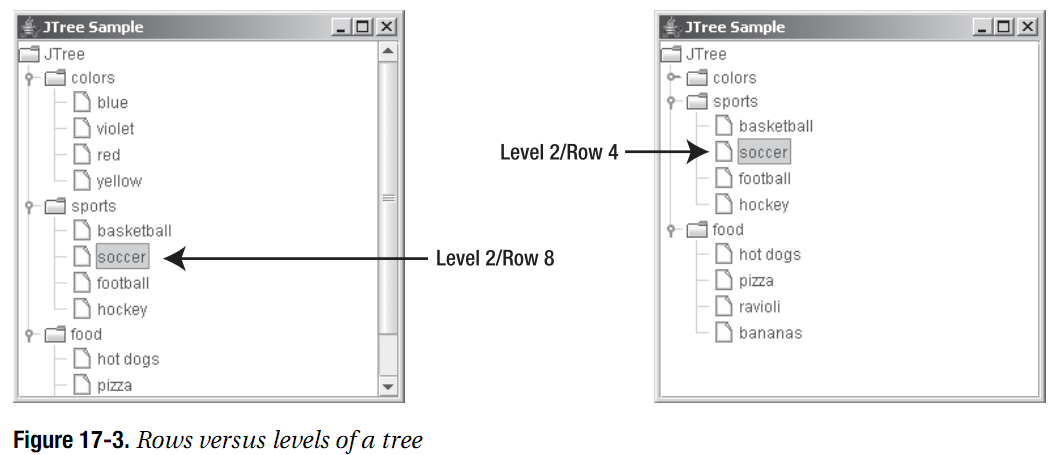 JTree Sample
JTree
colors
blue
violet
red
yellow
sports
basketball
soccer
football
hockey
food
hot dogs
pizza
Level 2/Row 8
JTree Sample
JTree
colors
sports
basketball
soccer
football
hockey
food
hot dogs
pizza
ravioli
bananas
Level 2/Row 4
Figure 17-3. Rows versus levels of a tree